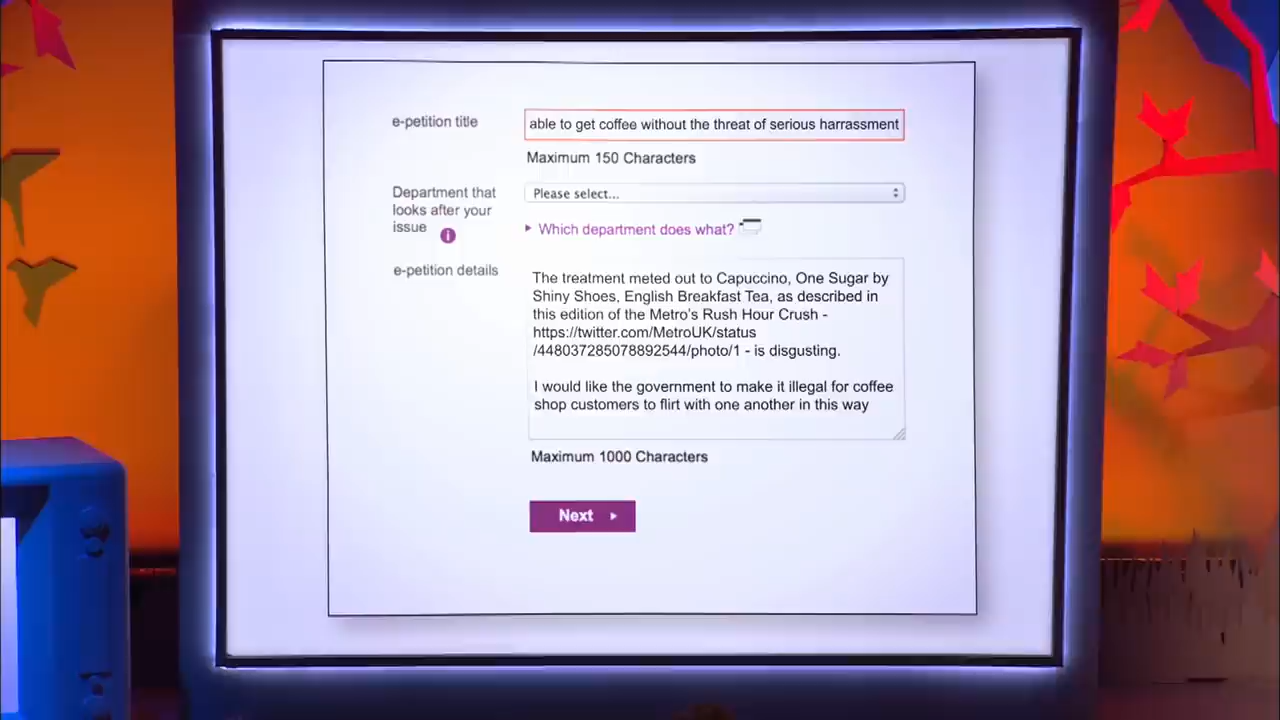 e-petition title
able to get coffee without the threat of serious harrassment
Maximum 150 Characters
Department that
looks after your
issue
i
Please select...
Which department does what?
e-petition details
The treatment meted out to Capuccino, One Sugar by
Shiny Shoes, English Breakfast Tea, as described in
this edition of the Metro's Rush Hour Crush -
https://twitter.com/MetroUK/status
/448037285078892544/photo/1 - is disgusting.
I would like the government to make it illegal for coffee
shop customers to flirt with one another in this way
Maximum 1000 Characters
Next